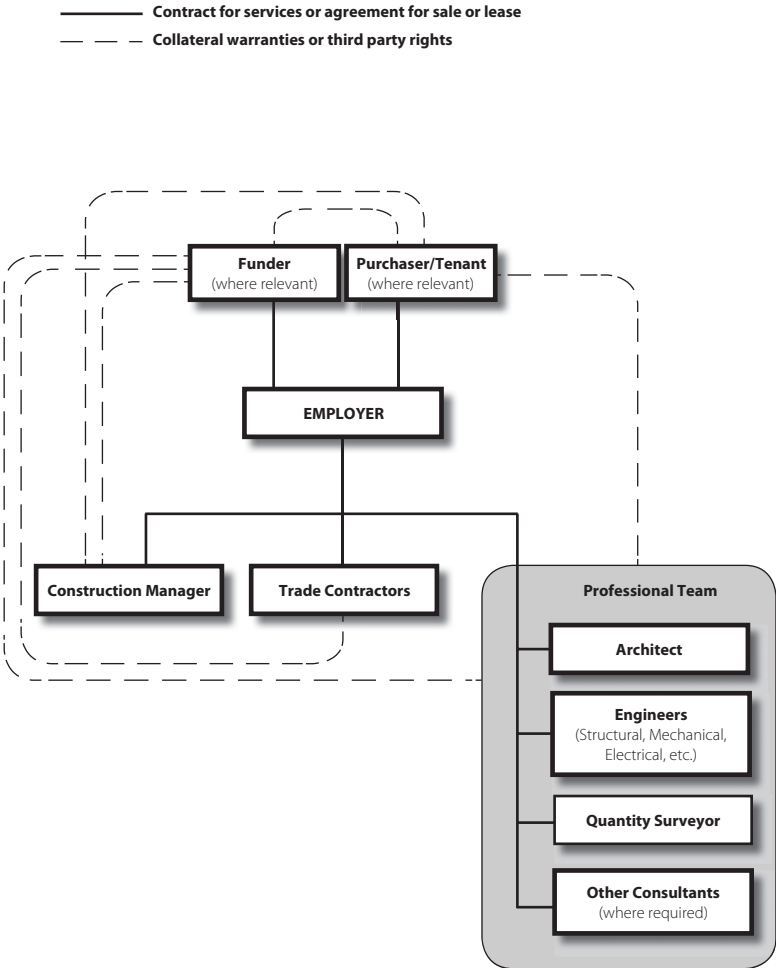 Contract for services or agreement for sale or lease
Collateral warranties or third party rights
Funder
(where relevant)
Purchaser/Tenant
(where relevant)
EMPLOYER
Construction Manager
Trade Contractors
Professional Team
Architect
Engineers
(Structural, Mechanical,
Electrical, etc.)
Quantity Surveyor
Other Consultants
(where required)